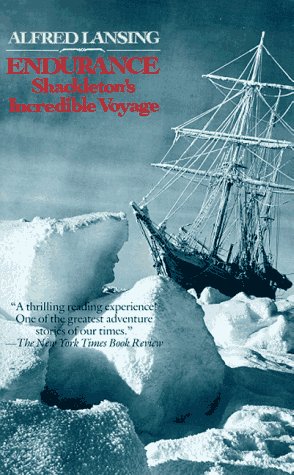 ALFRED LANSING
ENDURANCE
Shackleton's
Incredible Voyage
"A thrilling reading experience!
One of the greatest adventure
stories of our times."
—The New York Times Book Review